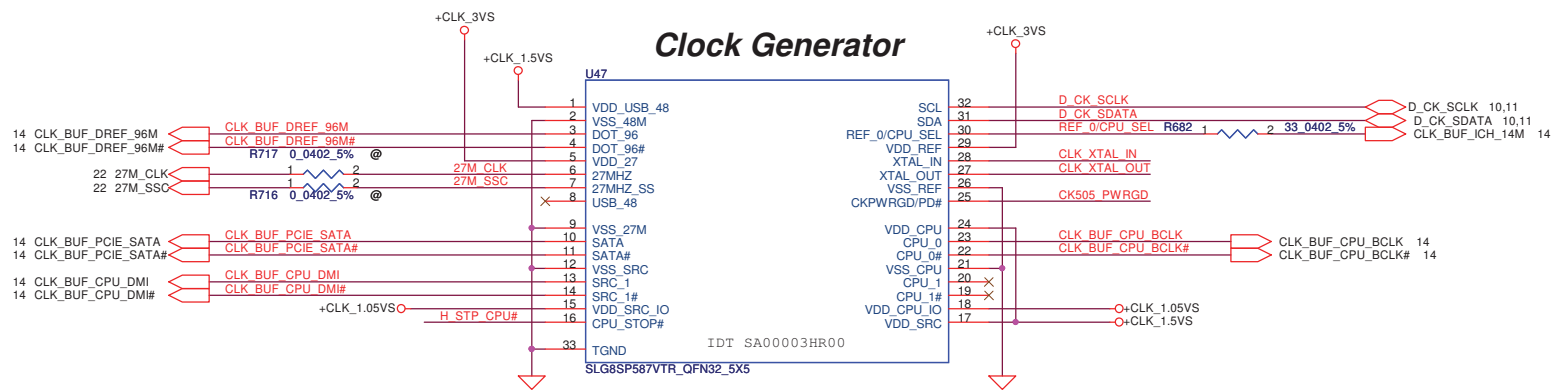 Clock Generator
+CLK_3VS
+CLK_1.5VS
+CLK_3VS
U47
1 VDD_USB_48
2 VSS_48M
14 CLK_BUF_DREF_96M CLK_BUF_DREF_96M 3 DOT_96
14 CLK_BUF_DREF_96M# CLK_BUF_DREF_96M# 4 DOT_96#
R717 0_0402_5% @ 5 VDD_27
22 27M_CLK 1 2 27M_CLK 6 27MHZ
22 27M_SSC 1 2 27M_SSC 7 27MHZ_SS
R716 0_0402_5% @ 8 USB_48
9 VSS_27M
14 CLK_BUF_PCIE_SATA CLK_BUF_PCIE_SATA 10 SATA
14 CLK_BUF_PCIE_SATA# CLK_BUF_PCIE_SATA# 11 SATA#
12 VSS_SRC
14 CLK_BUF_CPU_DMI CLK_BUF_CPU_DMI 13 SRC_1
14 CLK_BUF_CPU_DMI# CLK_BUF_CPU_DMI# 14 SRC_1#
+CLK_1.05VS 15 VDD_SRC_IO
H_STP_CPU# 16 CPU_STOP#
33 TGND
SCL 32 D_CK_SCLK D_CK_SCLK 10,11
SDA 31 D_CK_SDATA D_CK_SDATA 10,11
REF_0/CPU_SEL 30 REF_0/CPU_SEL R682 1 2 33_0402_5% CLK_BUF_ICH_14M 14
VDD_REF 29
XTAL_IN 28 CLK_XTAL_IN
XTAL_OUT 27 CLK_XTAL_OUT
VSS_REF 26
CKPWRGD/PD# 25 CK505_PWRGD
VDD_CPU 24
CPU_0 23 CLK_BUF_CPU_BCLK CLK_BUF_CPU_BCLK 14
CPU_0# 22 CLK_BUF_CPU_BCLK# CLK_BUF_CPU_BCLK# 14
VSS_CPU 21
CPU_1 20
CPU_1# 19
VDD_CPU_IO 18 +CLK_1.05VS
VDD_SRC 17 +CLK_1.5VS
IDT SA00003HR00
SLG8SP587VTR_QFN32_5X5